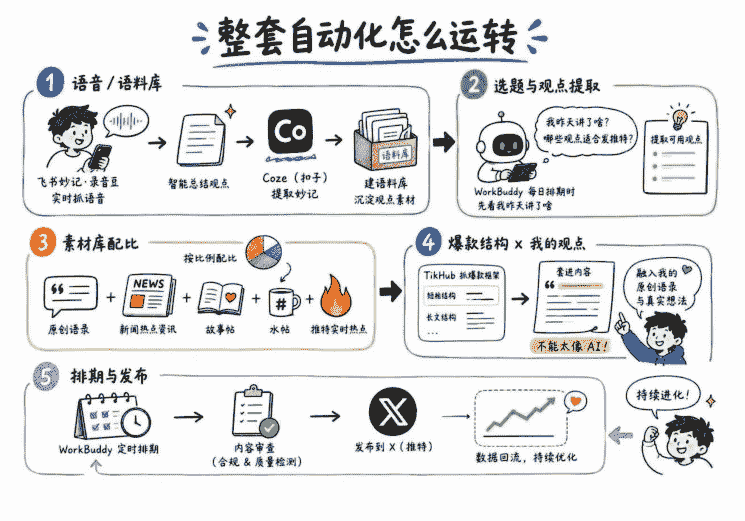 整套自动化怎么运转
1 语音 / 语料库
飞书妙记·录音豆
实时抓语音
智能总结观点
Co
Coze（扣子）
提取妙记
语料库
建语料库
沉淀观点素材
2 选题与观点提取
我昨天讲了啥？
哪些观点适合发推特？
WorkBuddy 每日排期时
先看我昨天讲了啥
提取可用观点
3 素材库配比
按比例配比
原创语录
+
NEWS
新闻热点资讯
+
故事帖
+
#
水帖
+
推特实时热点
4 爆款结构 x 我的观点
TikHub 抓爆款框架
短帖结构
长文结构
...
套进内容
不能太像 AI！
融入我的
原创语录
与真实想法
5 排期与发布
WorkBuddy 定时排期
内容审查
（合规 & 质量检测）
X
发布到 X（推特）
数据回流，持续优化
持续进化！